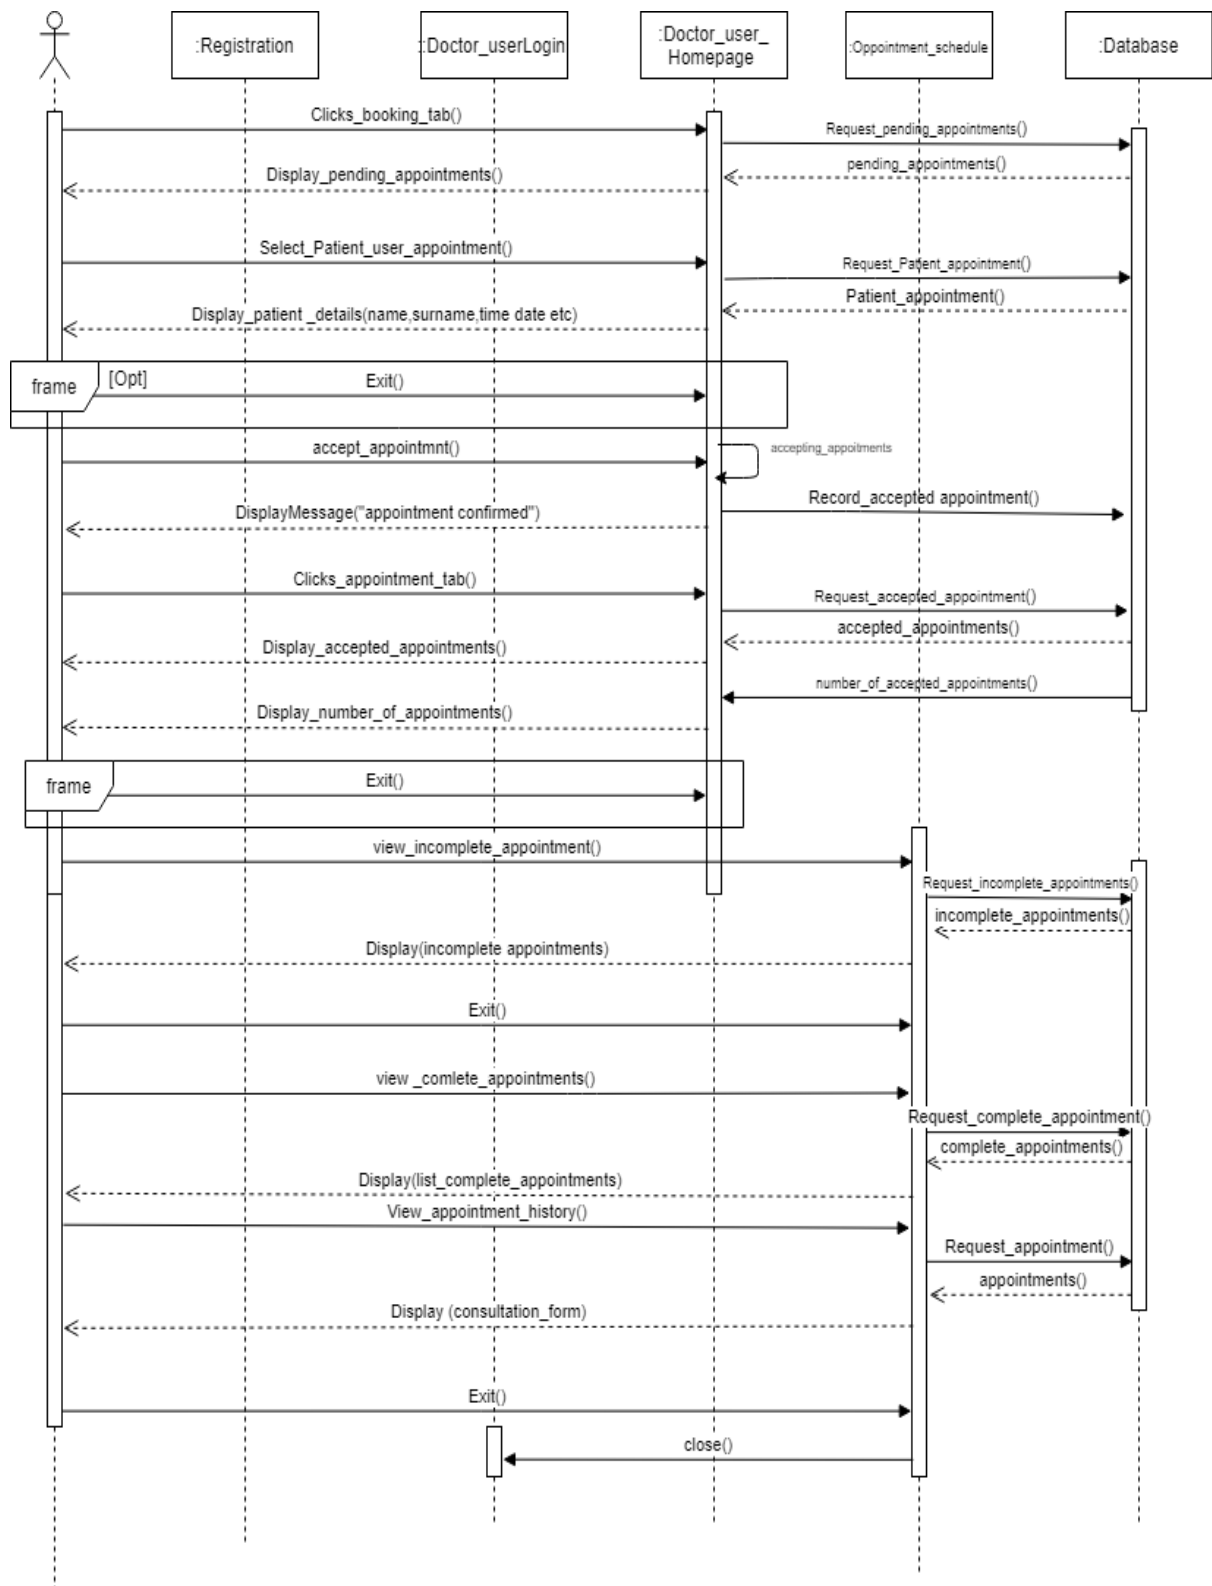 :Registration
::Doctor_userLogin
:Doctor_user_
Homepage
:Oppointment_schedule
:Database
Clicks_booking_tab()
Request_pending_appointments()
pending_appointments()
Display_pending_appointments()
Select_Patient_user_appointment()
Request_Patient_appointment()
Patient_appointment()
Display_patient _details(name,surname,time date etc)
frame
[Opt]
Exit()
accept_appointmnt()
accepting_appoitments
Record_accepted appointment()
DisplayMessage("appointment confirmed")
Clicks_appointment_tab()
Request_accepted_appointment()
accepted_appointments()
Display_accepted_appointments()
number_of_accepted_appointments()
Display_number_of_appointments()
frame
Exit()
view_incomplete_appointment()
Request_incomplete_appointments()
incomplete_appointments()
Display(incomplete appointments)
Exit()
view _comlete_appointments()
Request_complete_appointment()
complete_appointments()
Display(list_complete_appointments)
View_appointment_history()
Request_appointment()
appointments()
Display (consultation_form)
Exit()
close()